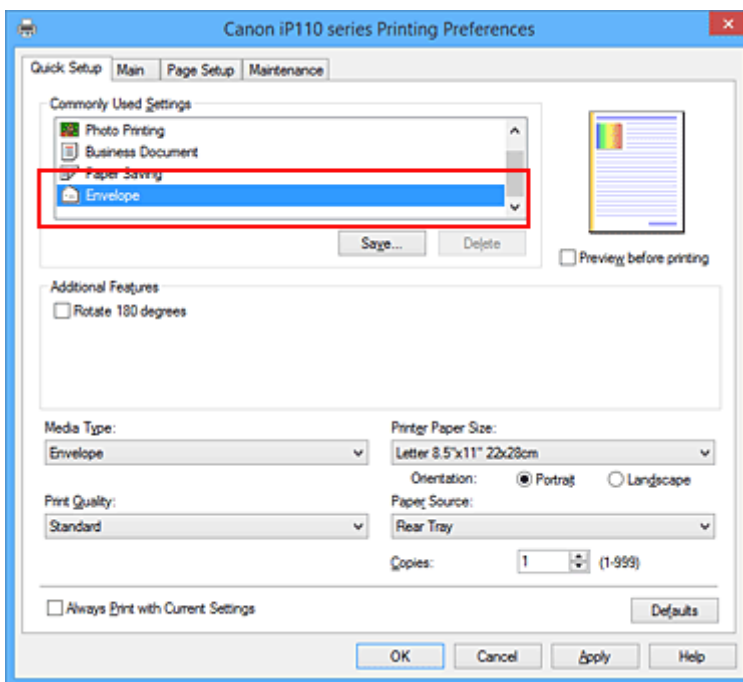 Canon iP110 series Printing Preferences
Quick Setup Main Page Setup Maintenance
Commonly Used Settings
Photo Printing
Business Document
Paper Saving
Envelope
Save... Delete
Preview before printing
Additional Features
Rotate 180 degrees
Media Type: Printer Paper Size:
Envelope Letter 8.5"x11" 22x28cm
Orientation: Portrait Landscape
Print Quality: Paper Source:
Standard Rear Tray
Copies: 1 (1-999)
Always Print with Current Settings Defaults
OK Cancel Apply Help